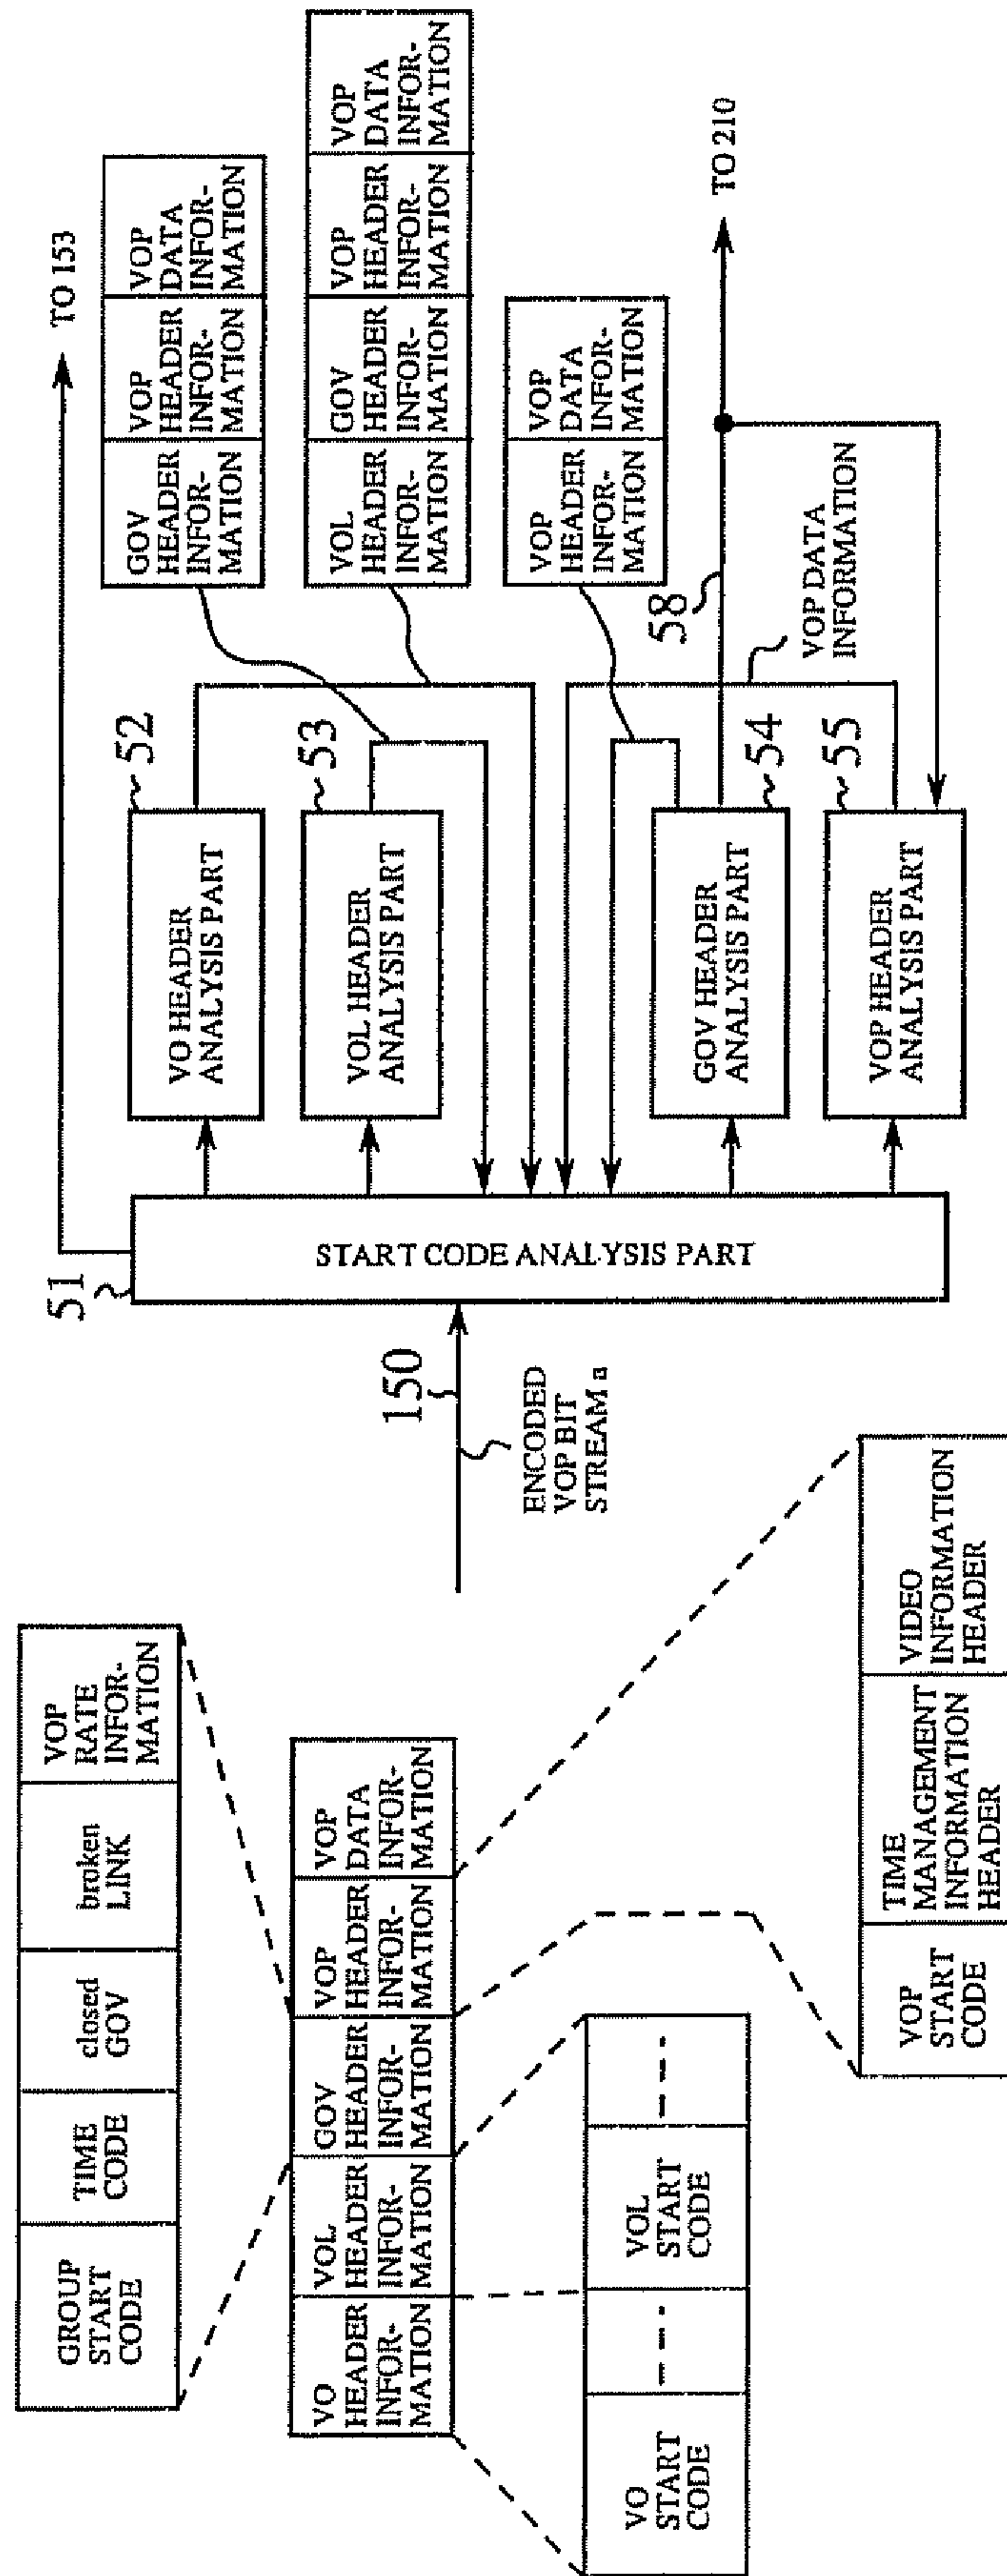 GROUP
START
CODE
TIME
CODE
closed
GOV
broken
LINK
VOP
RATE
INFOR-
MATION
VO
HEADER
INFOR-
MATION
VOL
HEADER
INFOR-
MATION
GOV
HEADER
INFOR-
MATION
VOP
HEADER
INFOR-
MATION
VOP
DATA
INFOR-
MATION
VO
START
CODE
VOL
START
CODE
VOP
START
CODE
TIME
MANAGEMENT
INFORMATION
HEADER
VIDEO
INFORMATION
HEADER
150
ENCODED
VOP BIT
STREAM a
51
START CODE ANALYSIS PART
TO 153
52
VO HEADER
ANALYSIS PART
53
VOL HEADER
ANALYSIS PART
54
GOV HEADER
ANALYSIS PART
55
VOP HEADER
ANALYSIS PART
GOV
HEADER
INFOR-
MATION
VOP
HEADER
INFOR-
MATION
VOP
DATA
INFOR-
MATION
VOL
HEADER
INFOR-
MATION
GOV
HEADER
INFOR-
MATION
VOP
HEADER
INFOR-
MATION
VOP
DATA
INFOR-
MATION
VOP
HEADER
INFOR-
MATION
VOP
DATA
INFOR-
MATION
58
TO 210
VOP DATA
INFORMATION